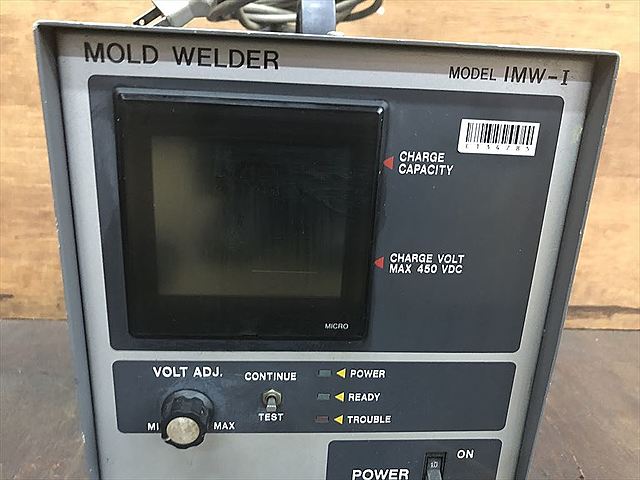 MOLD WELDER
MODEL IMW-I
CHARGE
CAPACITY
CHARGE VOLT
MAX 450 VDC
MICRO
VOLT ADJ.
CONTINUE
POWER
READY
TEST
TROUBLE
MAX
POWER
ON